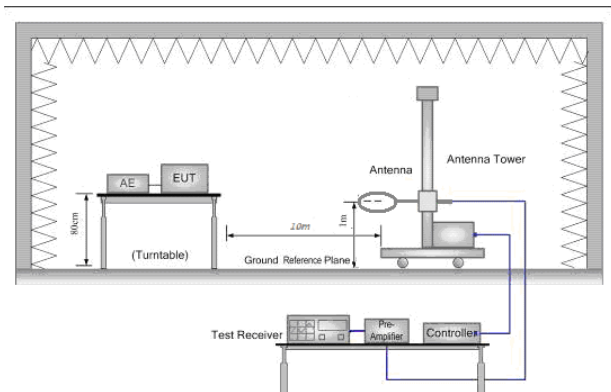 Antenna
Antenna Tower
AE
EUT
80cm
(Turntable)
10m
1m
Ground Reference Plane
Test Receiver
Pre-
Amplifier
Controller